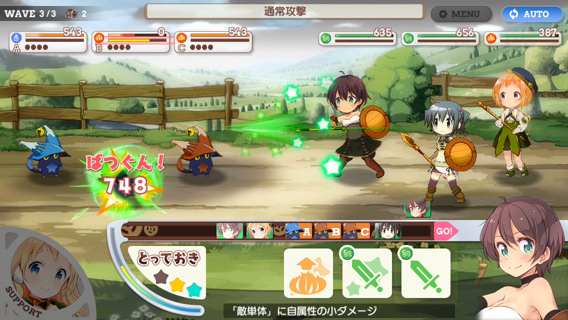 WAVE 3/3 2
通常攻撃
MENU
AUTO
543
0
543
635
656
387
A
B
C
ばつぐん!
748
A B C
GO!
とっておき
SUPPORT
「敵単体」に自属性の小ダメージ